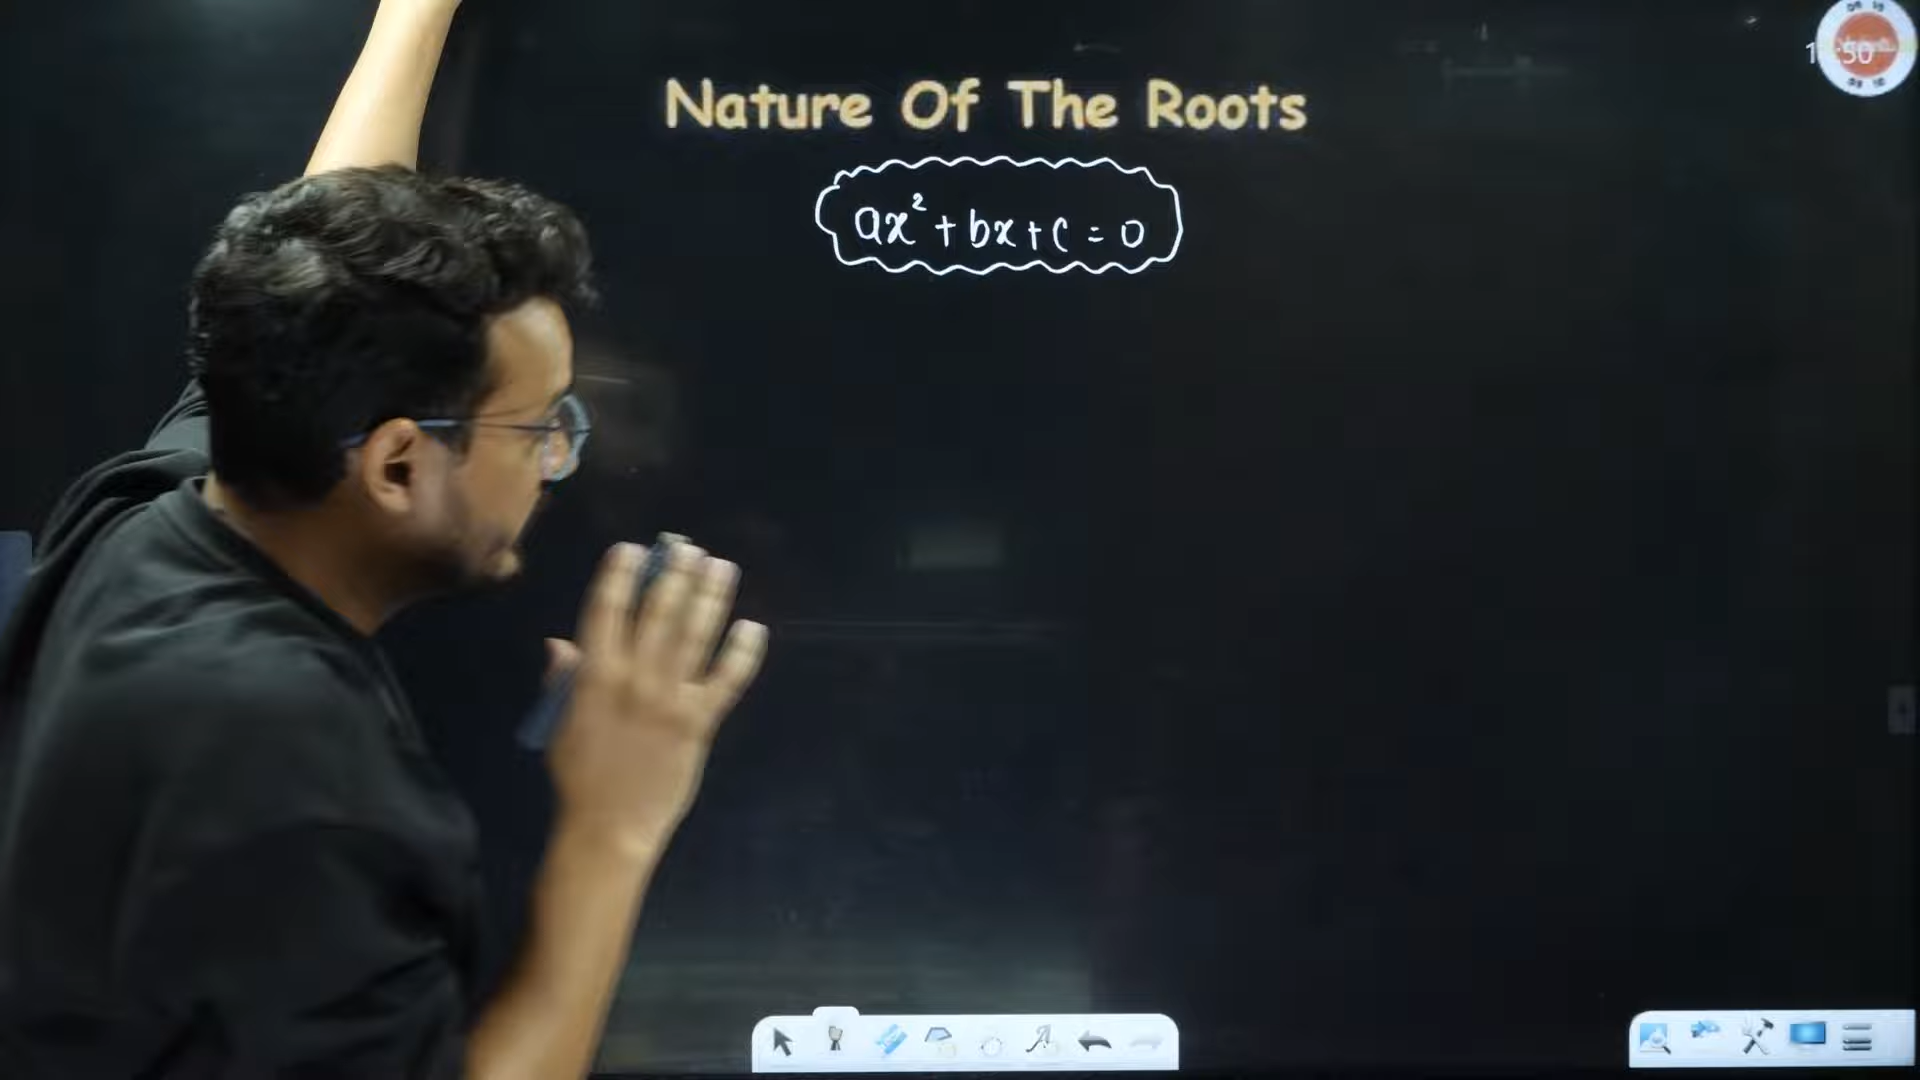 Nature Of The Roots
ax² + bx + c = 0